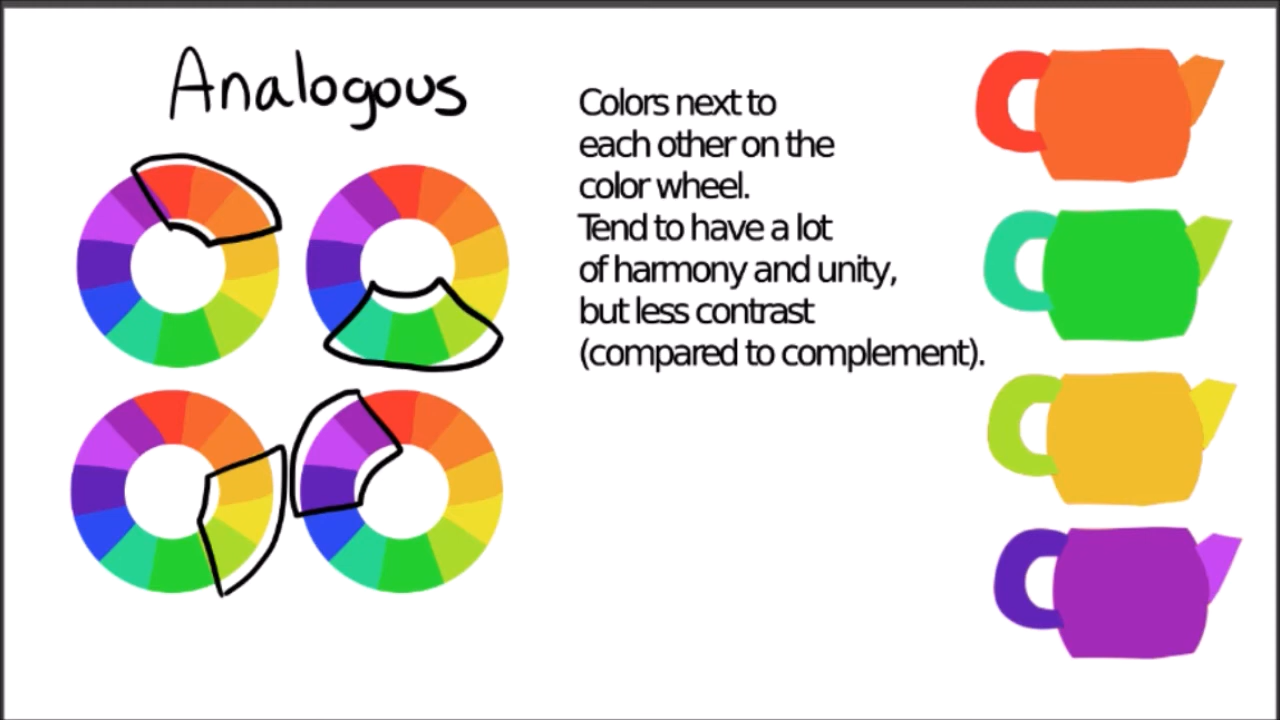 Analogous
Colors next to
each other on the
color wheel.
Tend to have a lot
of harmony and unity,
but less contrast
(compared to complement).